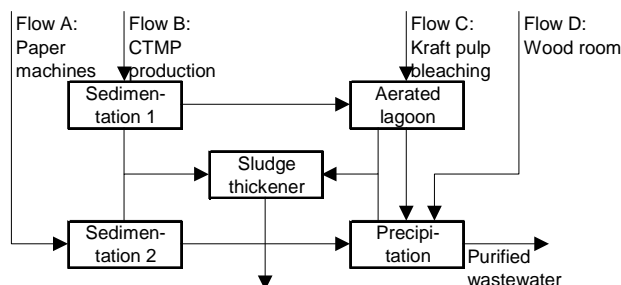 Flow A:
Paper
machines
Flow B:
CTMP
production
Flow C:
Kraft pulp
bleaching
Flow D:
Wood room
Sedimen-
tation 1
Aerated
lagoon
Sludge
thickener
Sedimen-
tation 2
Precipi-
tation
Purified
wastewater